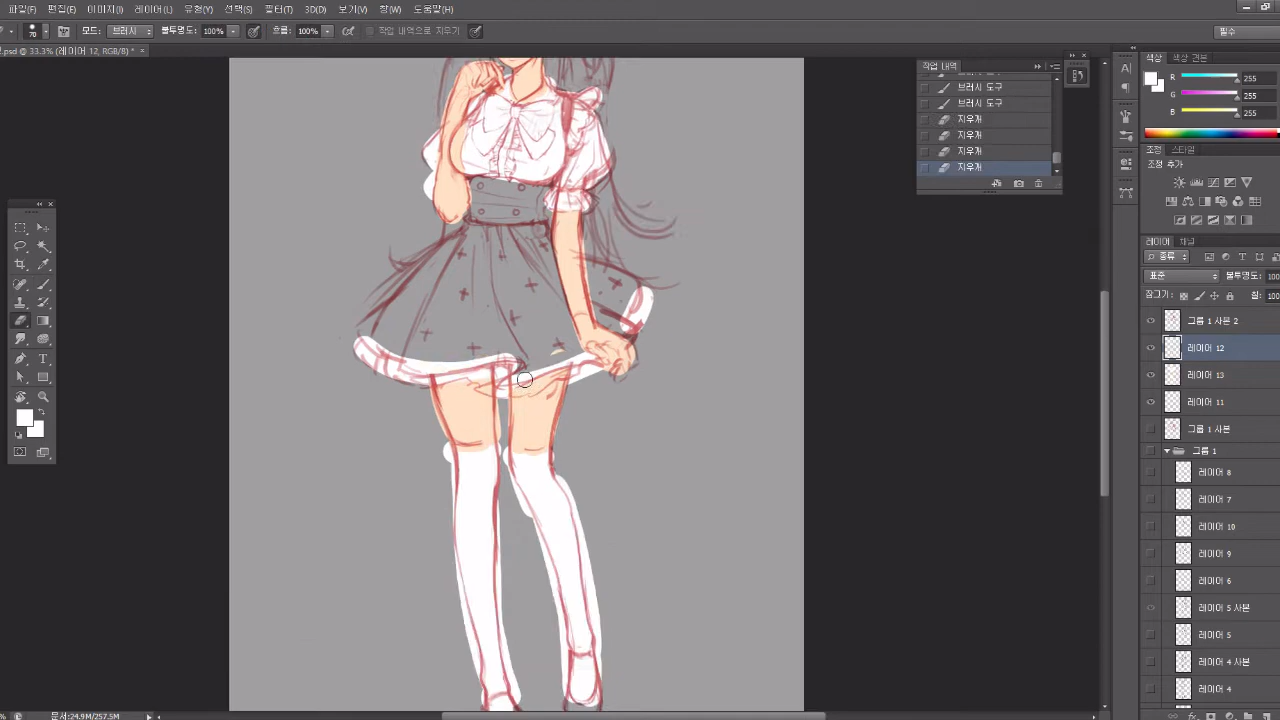 파일(F) 편집(E) 이미지(I) 레이어(L) 유형(Y) 선택(S) 필터(T) 3D(D) 보기(V) 창(W) 도움말(H)
70 모드: 브러시 불투명도: 100% 흐름: 100% 작업 내역으로 지우기 필수
.psd @ 33.3% (레이어 12, RGB/8) *
작업 내역
브러시 도구
브러시 도구
지우개
지우개
지우개
지우개
색상 색상 견본
R 255
G 255
B 255
조정 스타일
조정 추가
레이어 채널
종류
표준 불투명도: 100
잠그기: 칠: 100
그룹 1 사본 2
레이어 12
레이어 13
레이어 11
그룹 1 사본
그룹 1
레이어 8
레이어 7
레이어 10
레이어 9
레이어 6
레이어 5 사본
레이어 5
레이어 4 사본
레이어 4
% 문서:24.9M/257.5M